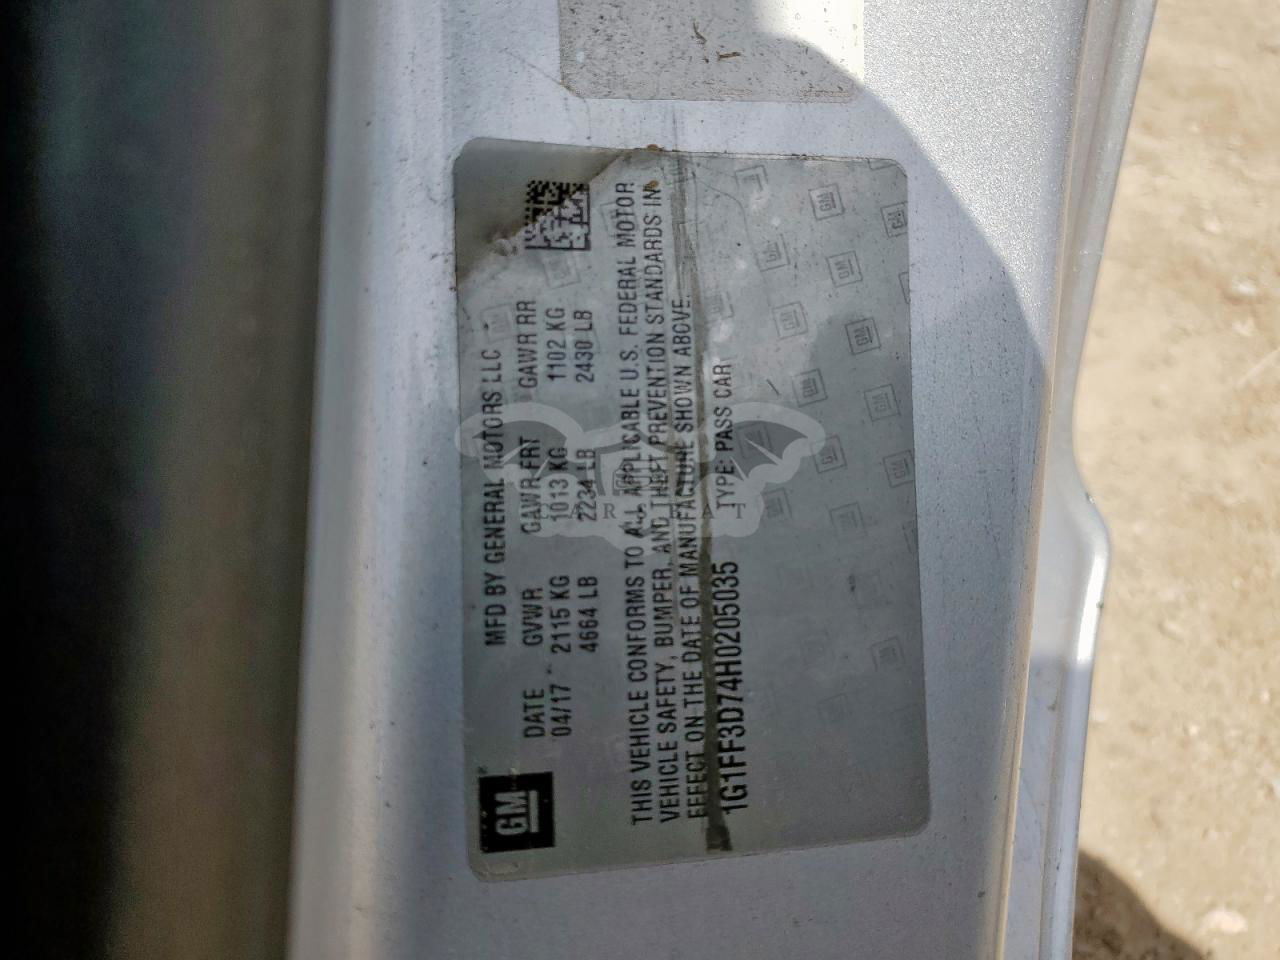 GM
MFD BY GENERAL MOTORS LLC
DATE GVWR GAWR FRT GAWR RR
04/17 2115 KG 1013 KG 1102 KG
4664 LB 2234 LB 2430 LB
THIS VEHICLE CONFORMS TO ALL APPLICABLE U.S. FEDERAL MOTOR
VEHICLE SAFETY, BUMPER, AND THEFT PREVENTION STANDARDS IN
EFFECT ON THE DATE OF MANUFACTURE SHOWN ABOVE.
1G1FF3D74H0205035 TYPE: PASS CAR